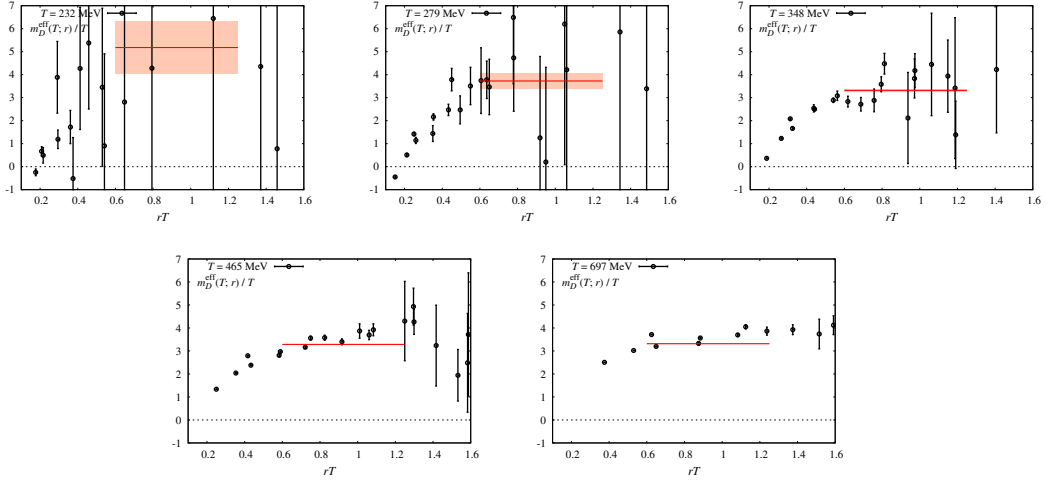 T = 232 MeV
m_D^eff(T; r) / T
7
6
5
4
3
2
1
0
-1
0.2 0.4 0.6 0.8 1 1.2 1.4 1.6
rT
T = 279 MeV
m_D^eff(T; r) / T
7
6
5
4
3
2
1
0
-1
0.2 0.4 0.6 0.8 1 1.2 1.4 1.6
rT
T = 348 MeV
m_D^eff(T; r) / T
7
6
5
4
3
2
1
0
-1
0.2 0.4 0.6 0.8 1 1.2 1.4 1.6
rT
T = 465 MeV
m_D^eff(T; r) / T
7
6
5
4
3
2
1
0
-1
0.2 0.4 0.6 0.8 1 1.2 1.4 1.6
rT
T = 697 MeV
m_D^eff(T; r) / T
7
6
5
4
3
2
1
0
-1
0.2 0.4 0.6 0.8 1 1.2 1.4 1.6
rT